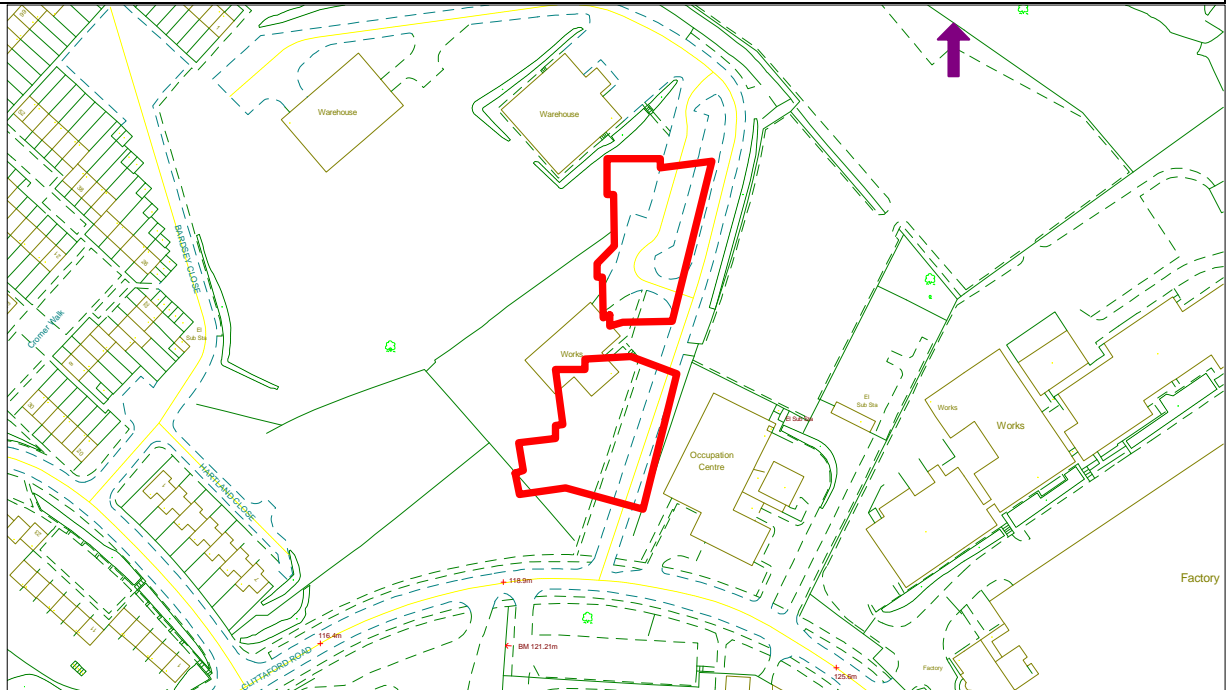 Warehouse
Warehouse
BARDSEY CLOSE
Cromer Walk
El
Sub Sta
Works
El Sub Sta
El
Sub Sta
Works
Works
Occupation
Centre
HARTLAND CLOSE
Factory
118.9m
116.4m
BM 121.21m
CLITTAFORD ROAD
Factory
125.6m